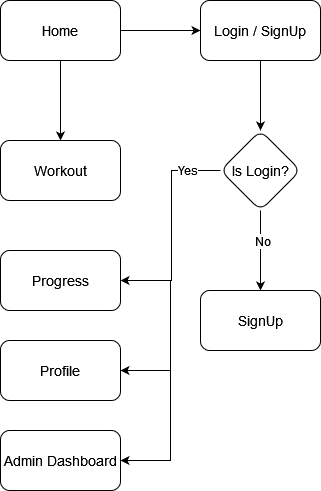 Home
Login / SignUp
Workout
Yes
Is Login?
No
Progress
SignUp
Profile
Admin Dashboard